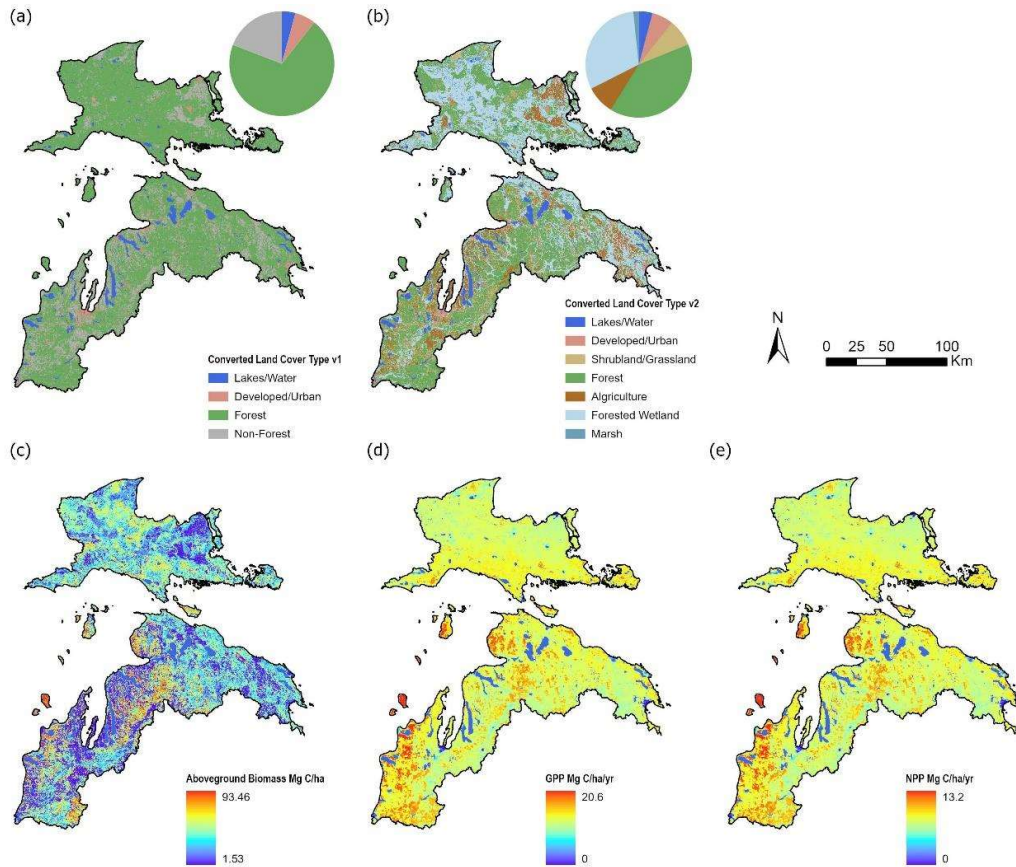 (a)
(b)
Converted Land Cover Type v1
Lakes/Water
Developed/Urban
Forest
Non-Forest
Converted Land Cover Type v2
Lakes/Water
Developed/Urban
Shrubland/Grassland
Forest
Algriculture
Forested Wetland
Marsh
N
0 25 50 100
Km
(c)
(d)
(e)
Aboveground Biomass Mg C/ha
93.46
1.53
GPP Mg C/ha/yr
20.6
0
NPP Mg C/ha/yr
13.2
0